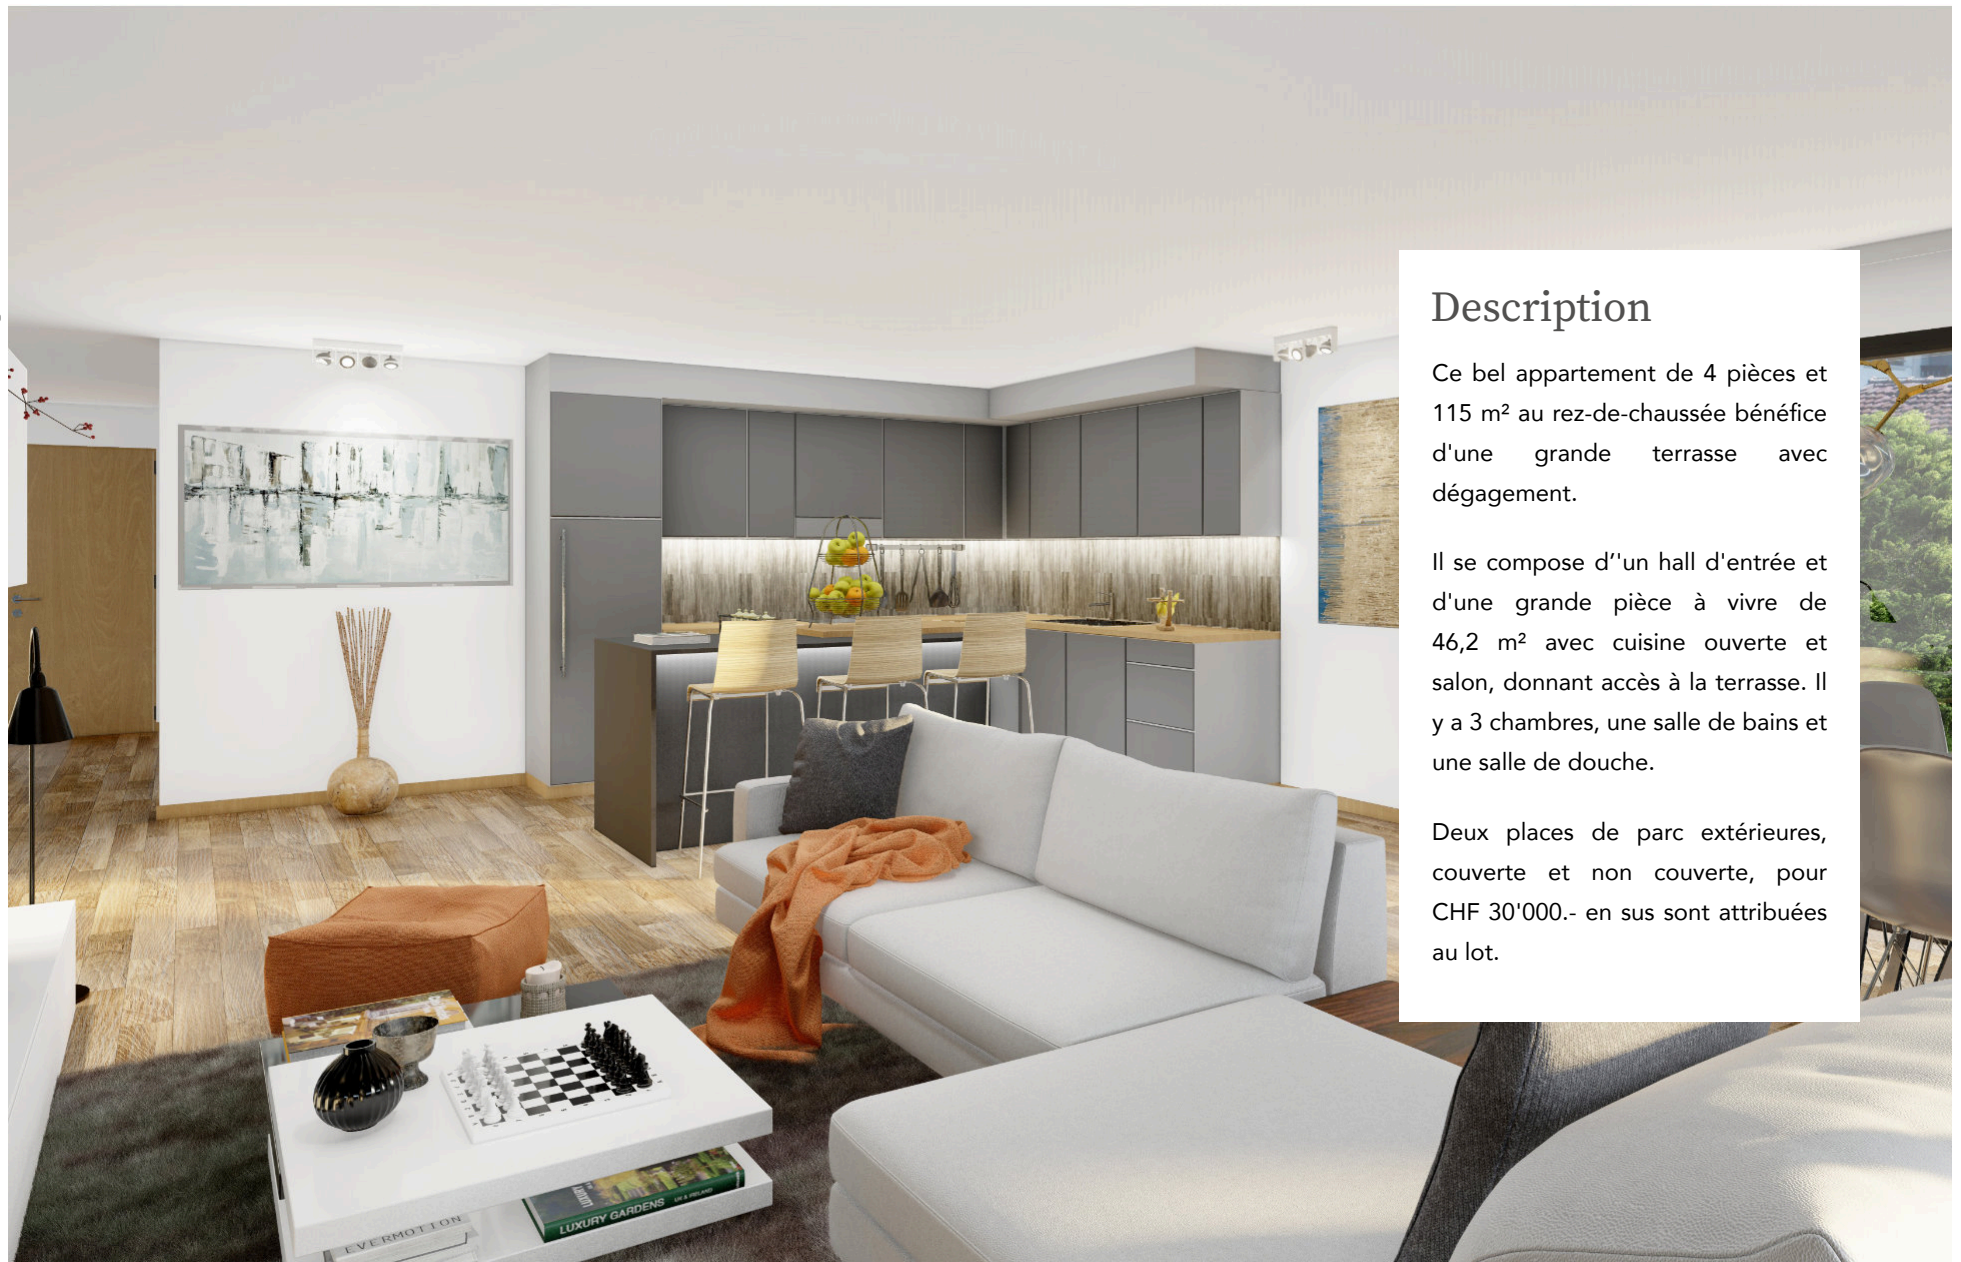 Description
Ce bel appartement de 4 pièces et
115 m² au rez-de-chaussée bénéfice
d'une grande terrasse avec
dégagement.
Il se compose d’'un hall d'entrée et
d'une grande pièce à vivre de
46,2 m² avec cuisine ouverte et
salon, donnant accès à la terrasse. Il
y a 3 chambres, une salle de bains et
une salle de douche.
Deux places de parc extérieures,
couverte et non couverte, pour
CHF 30'000.- en sus sont attribuées
au lot.
LUXURY
LUXURY GARDENS
EVERMOTION